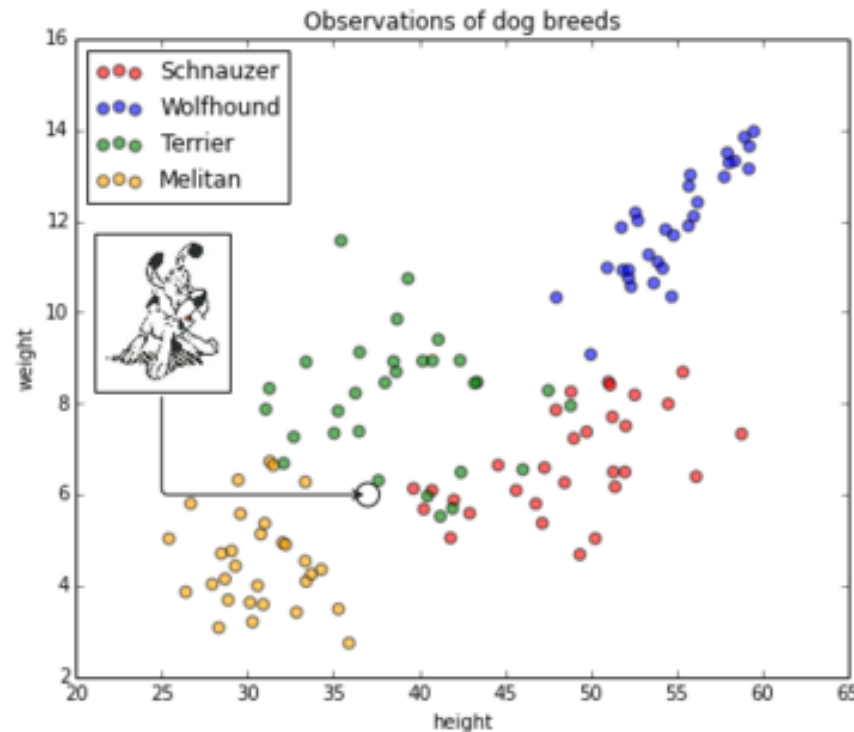 Observations of dog breeds
16
14
12
10
8
6
4
2
weight
Schnauzer
Wolfhound
Terrier
Melitan
20 25 30 35 40 45 50 55 60 65
height